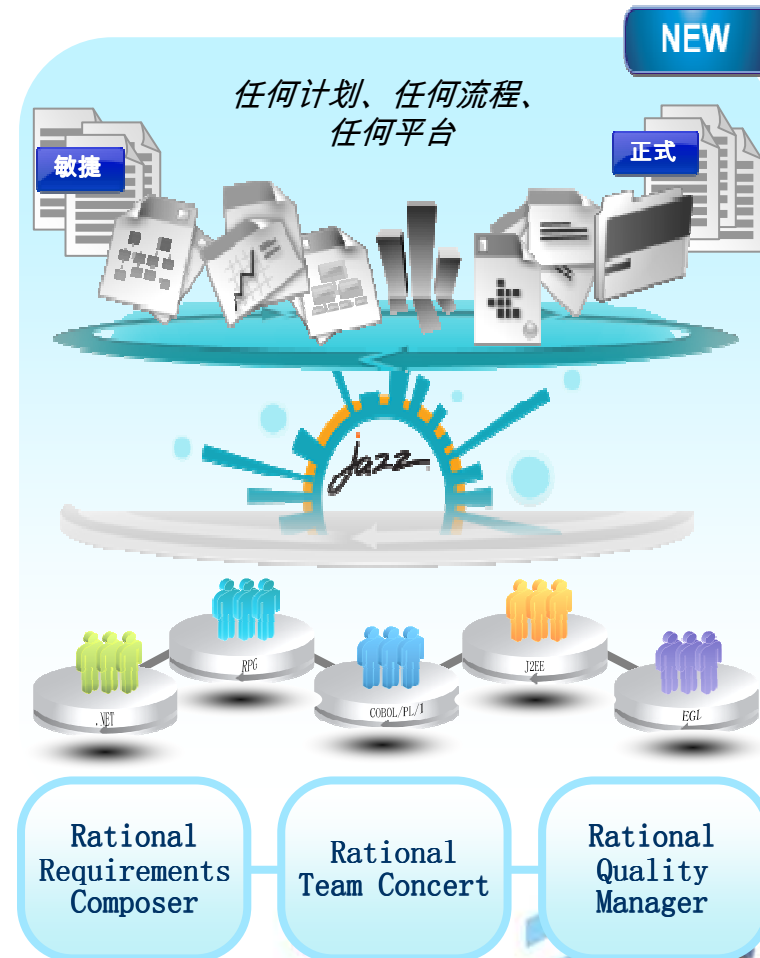 NEW
任何计划、任何流程、
任何平台
敏捷
正式
Jazz
RPG
J2EE
.NET
COBOL/PL/1
EGL
Rational
Requirements
Composer
Rational
Team Concert
Rational
Quality
Manager